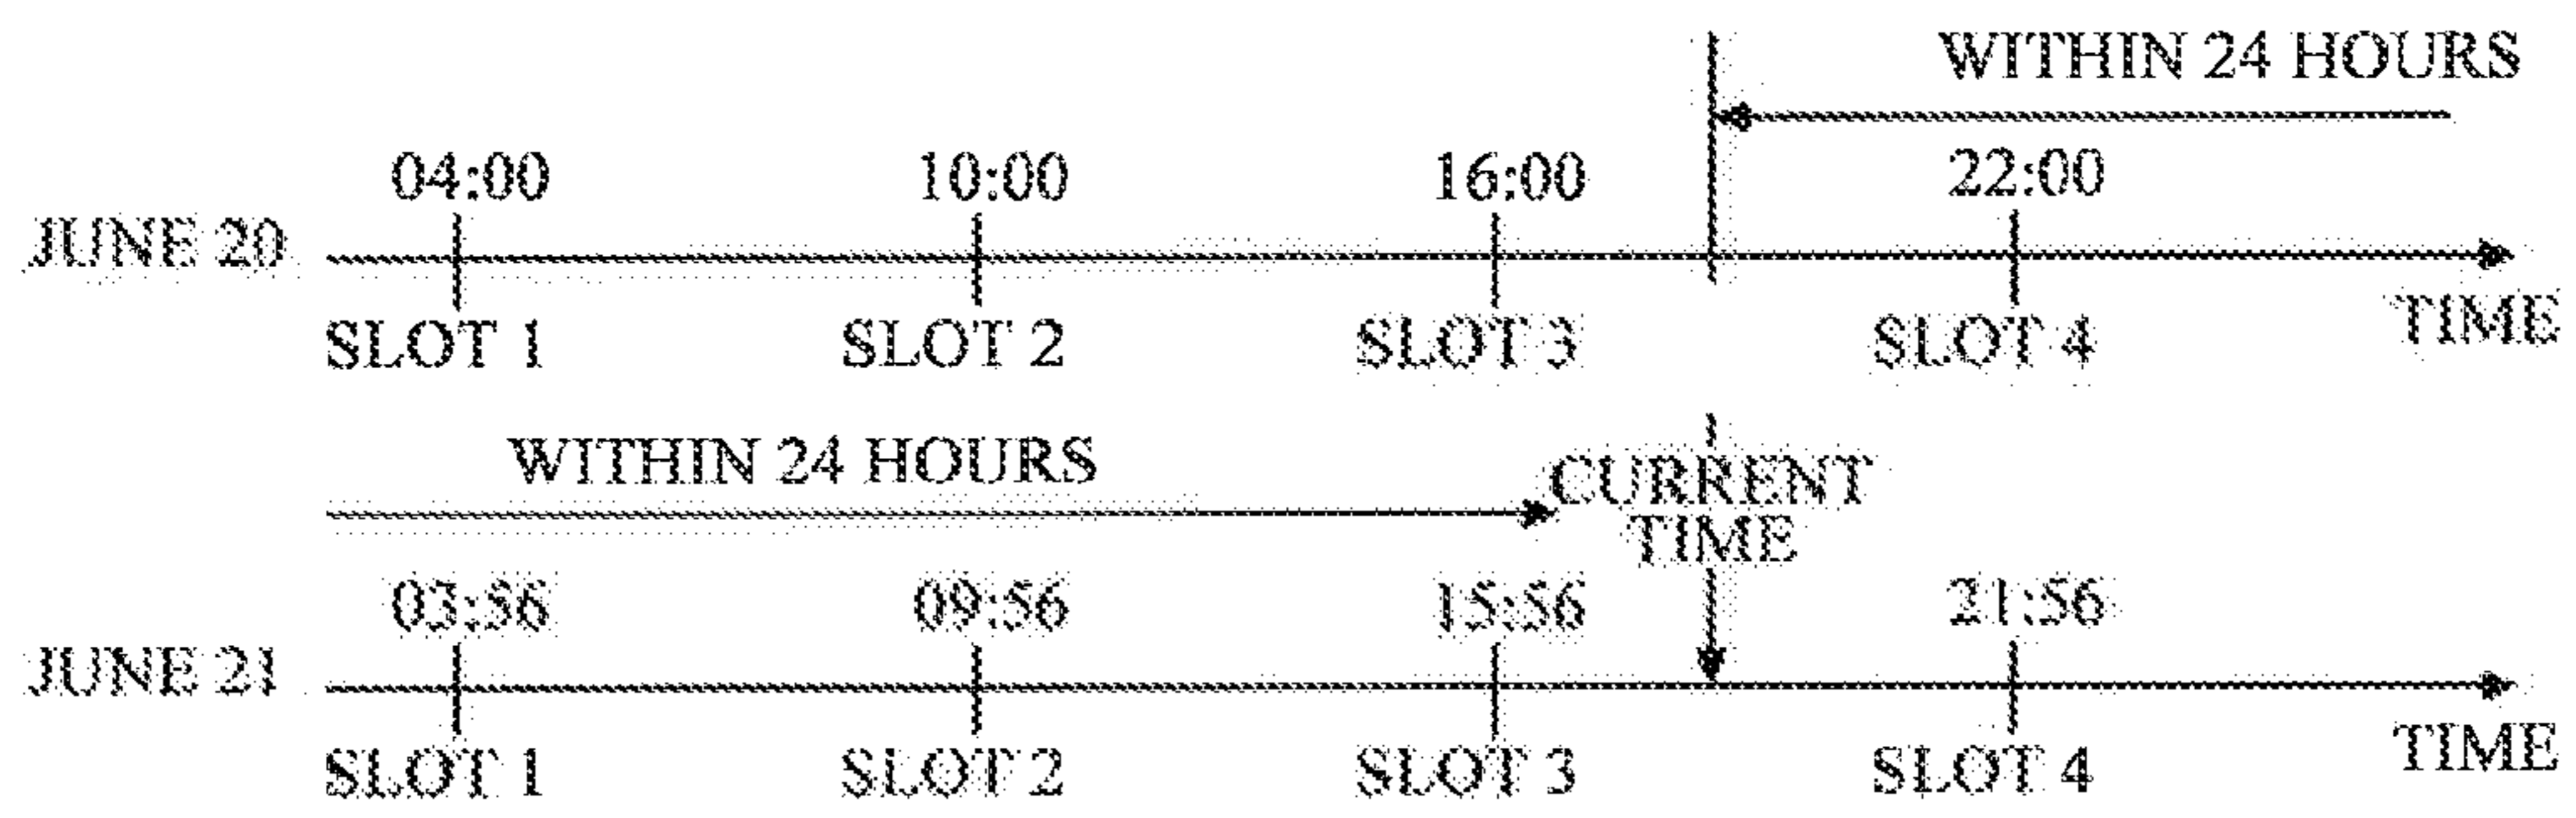 WITHIN 24 HOURS
04:00 10:00 16:00 22:00
JUNE 20
SLOT 1 SLOT 2 SLOT 3 SLOT 4 TIME
WITHIN 24 HOURS
CURRENT
TIME
03:56 09:56 15:56 21:56
JUNE 21
SLOT 1 SLOT 2 SLOT 3 SLOT 4 TIME